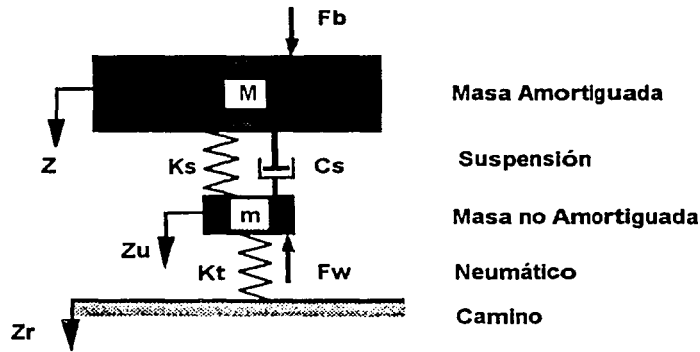 Fb
M
Masa Amortiguada
Z
Ks
Cs
Suspensión
m
Masa no Amortiguada
Zu
Kt
Fw
Neumático
Zr
Camino